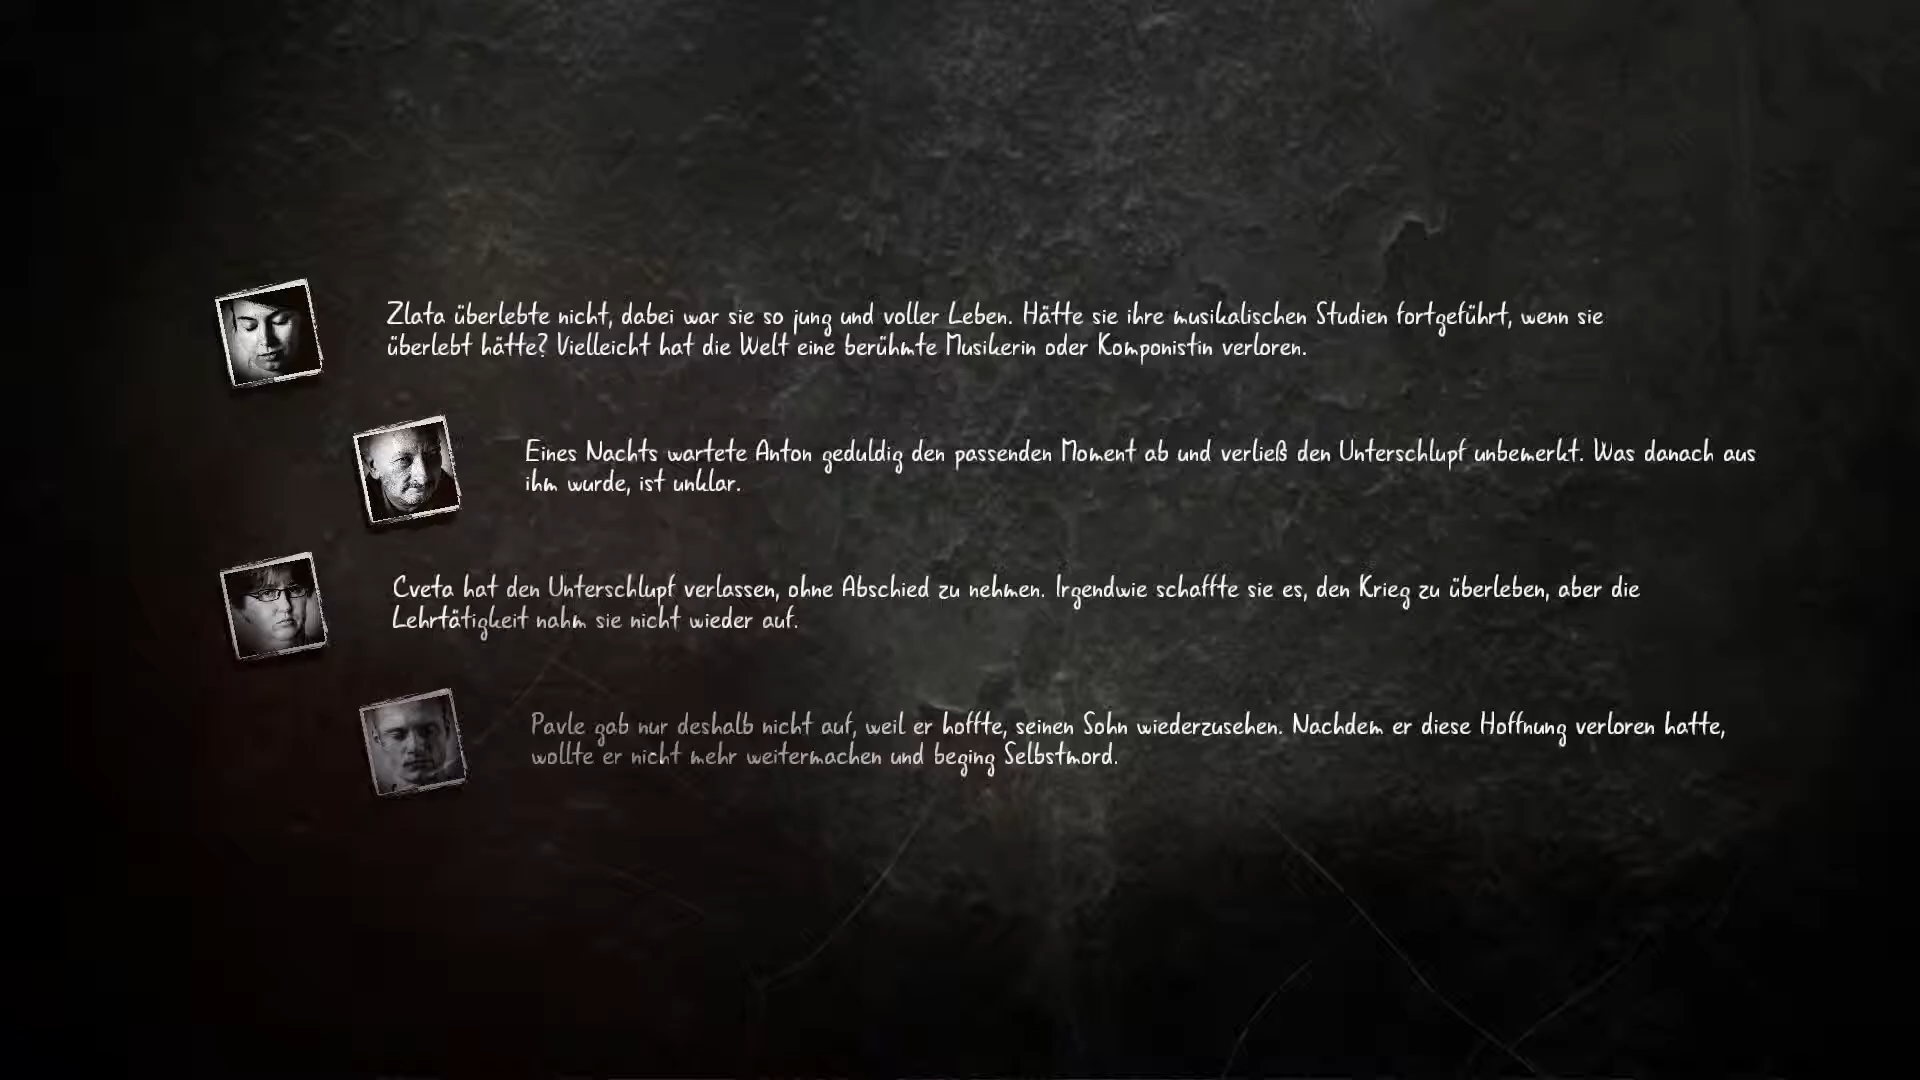 Zlata überlebte nicht, dabei war sie so jung und voller Leben. Hätte sie ihre musikalischen Studien fortgeführt, wenn sie
überlebt hätte? Vielleicht hat die Welt eine berühmte Musikerin oder Komponistin verloren.
Eines Nachts wartete Anton geduldig den passenden Moment ab und verließ den Unterschlupf unbemerkt. Was danach aus
ihm wurde, ist unklar.
Cveta hat den Unterschlupf verlassen, ohne Abschied zu nehmen. Irgendwie schaffte sie es, den Krieg zu überleben, aber die
Lehrtätigkeit nahm sie nicht wieder auf.
Pavle gab nur deshalb nicht auf, weil er hoffte, seinen Sohn wiederzusehen. Nachdem er diese Hoffnung verloren hatte,
wollte er nicht mehr weitermachen und beging Selbstmord.